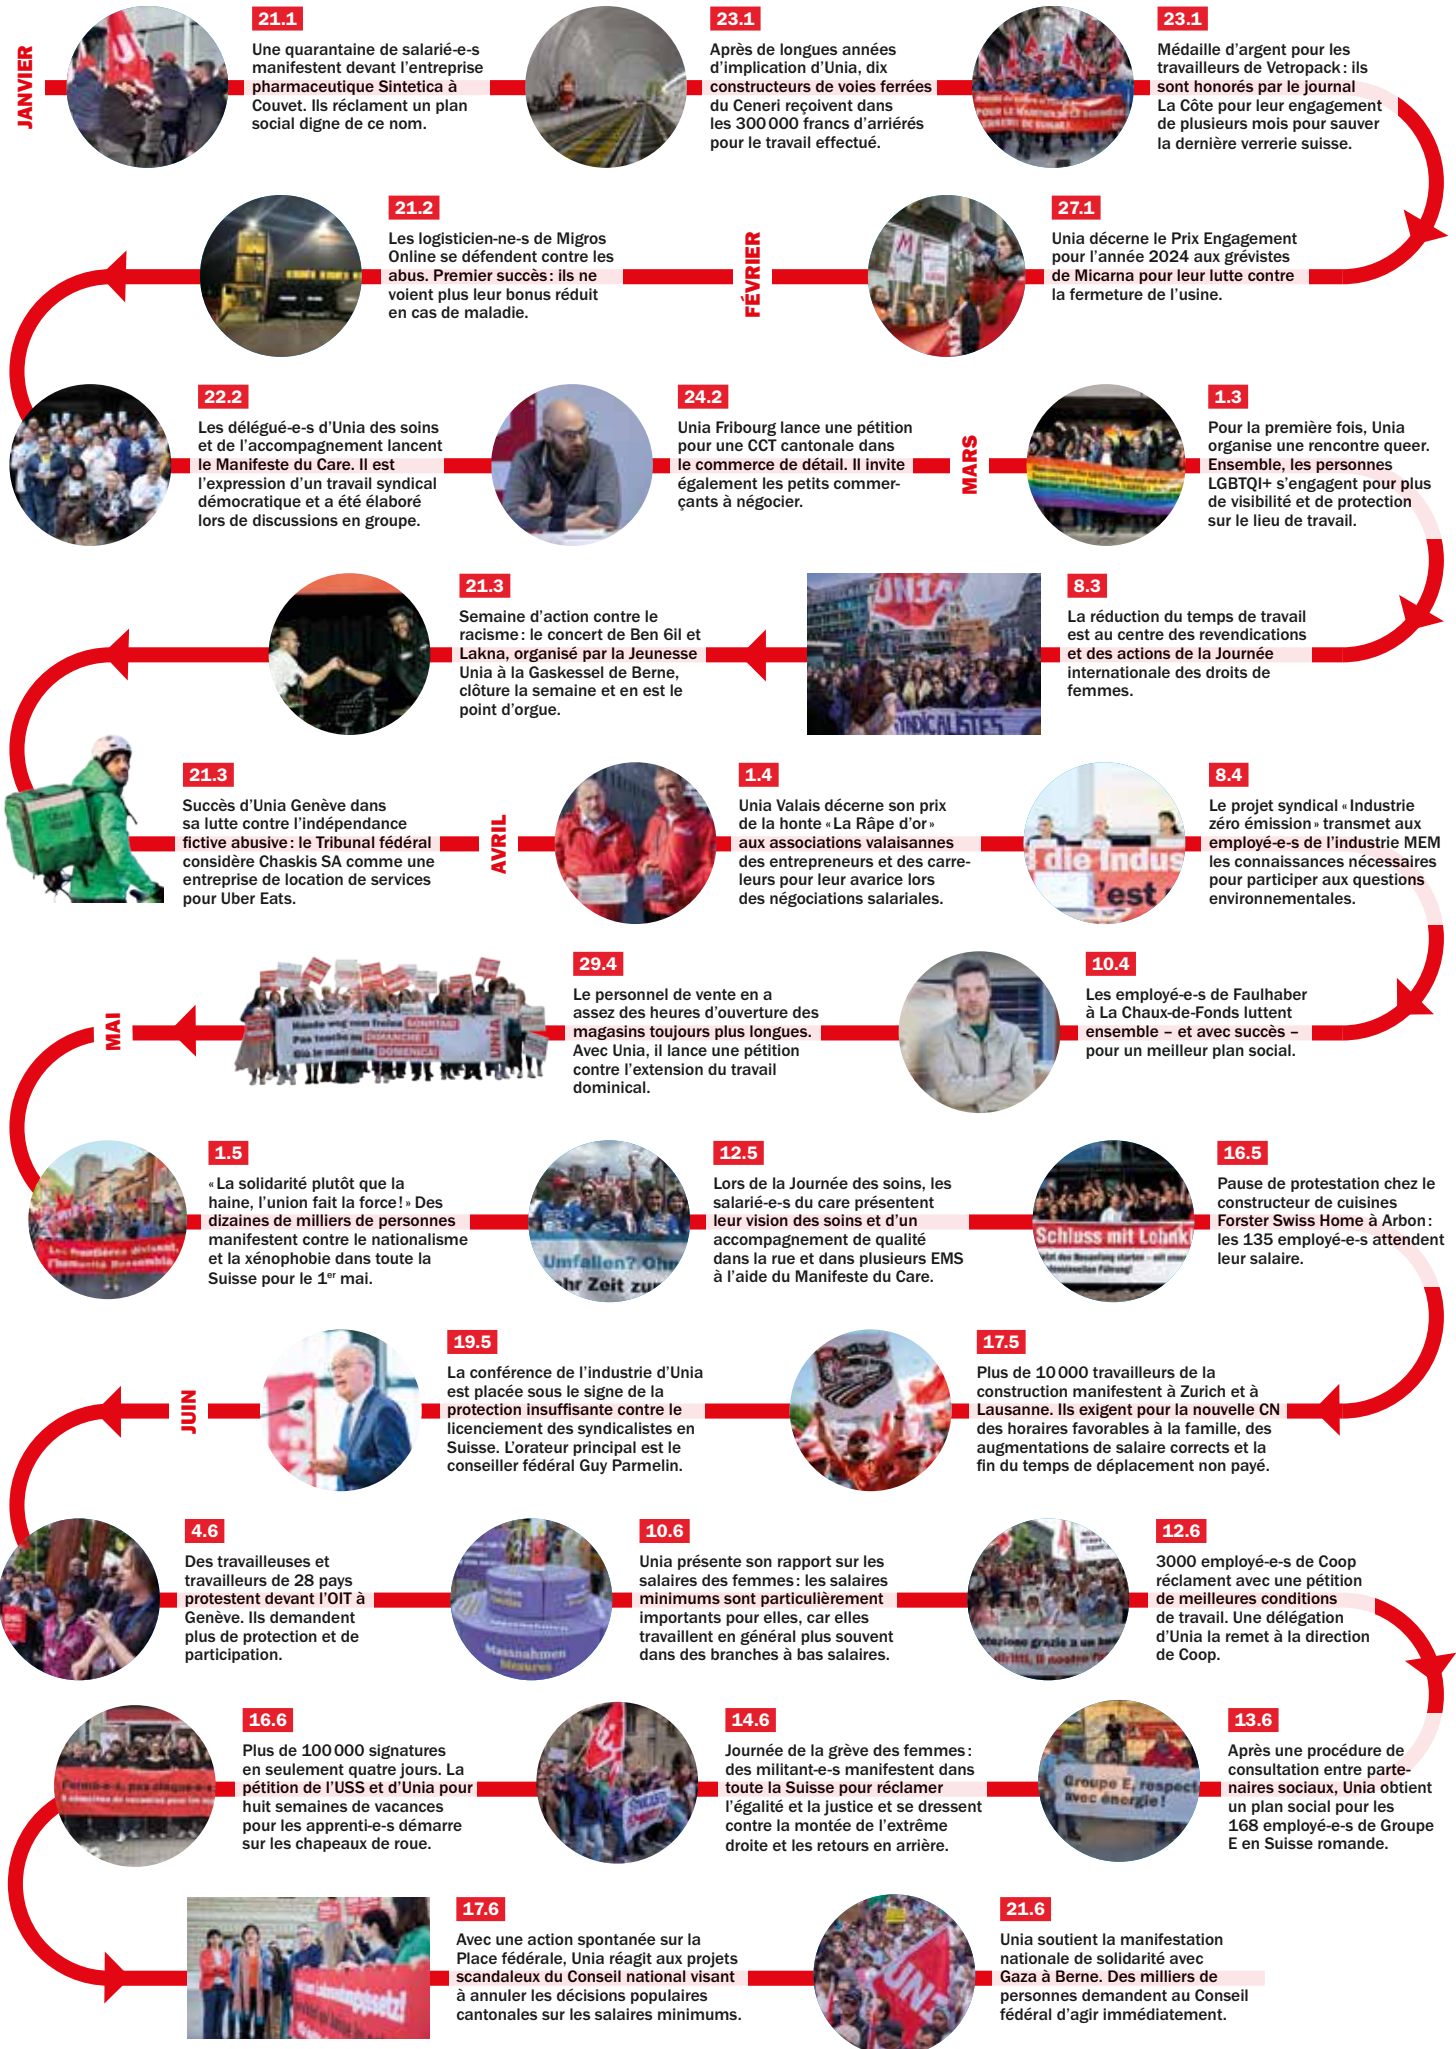 JANVIER
21.1
Une quarantaine de salarié-e-s
manifestent devant l'entreprise
pharmaceutique Sintetica à
Couvet. Ils réclament un plan
social digne de ce nom.
23.1
Après de longues années
d'implication d'Unia, dix
constructeurs de voies ferrées
du Ceneri reçoivent dans
les 300 000 francs d'arriérés
pour le travail effectué.
23.1
Médaille d'argent pour les
travailleurs de Vetropack : ils
sont honorés par le journal
La Côte pour leur engagement
de plusieurs mois pour sauver
la dernière verrerie suisse.
27.1
Unia décerne le Prix Engagement
pour l'année 2024 aux grévistes
de Micarna pour leur lutte contre
la fermeture de l'usine.
FÉVRIER
21.2
Les logisticien-ne-s de Migros
Online se défendent contre les
abus. Premier succès : ils ne
voient plus leur bonus réduit
en cas de maladie.
22.2
Les délégué-e-s d'Unia des soins
et de l'accompagnement lancent
le Manifeste du Care. Il est
l'expression d'un travail syndical
démocratique et a été élaboré
lors de discussions en groupe.
24.2
Unia Fribourg lance une pétition
pour une CCT cantonale dans
le commerce de détail. Il invite
également les petits commer-
çants à négocier.
MARS
1.3
Pour la première fois, Unia
organise une rencontre queer.
Ensemble, les personnes
LGBTQI+ s'engagent pour plus
de visibilité et de protection
sur le lieu de travail.
8.3
La réduction du temps de travail
est au centre des revendications
et des actions de la Journée
internationale des droits de
femmes.
UNIA
SYNDICALISTES
21.3
Semaine d'action contre le
racisme : le concert de Ben 6il et
Lakna, organisé par la Jeunesse
Unia à la Gaskessel de Berne,
clôture la semaine et en est le
point d'orgue.
21.3
Succès d'Unia Genève dans
sa lutte contre l'indépendance
fictive abusive : le Tribunal fédéral
considère Chaskis SA comme une
entreprise de location de services
pour Uber Eats.
AVRIL
1.4
Unia Valais décerne son prix
de la honte « La Râpe d'or »
aux associations valaisannes
des entrepreneurs et des carre-
leurs pour leur avarice lors
des négociations salariales.
8.4
Le projet syndical « Industrie
zéro émission » transmet aux
employé-e-s de l'industrie MEM
les connaissances nécessaires
pour participer aux questions
environnementales.
die Indus
'est
10.4
Les employé-e-s de Faulhaber
à La Chaux-de-Fonds luttent
ensemble – et avec succès –
pour un meilleur plan social.
29.4
Le personnel de vente en a
assez des heures d'ouverture des
magasins toujours plus longues.
Avec Unia, il lance une pétition
contre l'extension du travail
dominical.
Hände weg vom freien SONNTAG!
Pas touche au DIMANCHE!
Giù le mani dalla DOMENICA!
UNIA
MAI
1.5
« La solidarité plutôt que la
haine, l'union fait la force ! » Des
dizaines de milliers de personnes
manifestent contre le nationalisme
et la xénophobie dans toute la
Suisse pour le 1er mai.
Les frontières divisent,
l'humanité Rassemble
12.5
Lors de la Journée des soins, les
salarié-e-s du care présentent
leur vision des soins et d'un
accompagnement de qualité
dans la rue et dans plusieurs EMS
à l'aide du Manifeste du Care.
Umfallen? Ohn
hr Zeit zu
16.5
Pause de protestation chez le
constructeur de cuisines
Forster Swiss Home à Arbon :
les 135 employé-e-s attendent
leur salaire.
Schluss mit Lohnk
17.5
Plus de 10 000 travailleurs de la
construction manifestent à Zurich et à
Lausanne. Ils exigent pour la nouvelle CN
des horaires favorables à la famille, des
augmentations de salaire corrects et la
fin du temps de déplacement non payé.
19.5
La conférence de l'industrie d'Unia
est placée sous le signe de la
protection insuffisante contre le
licenciement des syndicalistes en
Suisse. L'orateur principal est le
conseiller fédéral Guy Parmelin.
JUIN
4.6
Des travailleuses et
travailleurs de 28 pays
protestent devant l'OIT à
Genève. Ils demandent
plus de protection et de
participation.
10.6
Unia présente son rapport sur les
salaires des femmes : les salaires
minimums sont particulièrement
importants pour elles, car elles
travaillent en général plus souvent
dans des branches à bas salaires.
Massnahmen
Mesures
12.6
3000 employé-e-s de Coop
réclament avec une pétition
de meilleures conditions
de travail. Une délégation
d'Unia la remet à la direction
de Coop.
13.6
Après une procédure de
consultation entre parte-
naires sociaux, Unia obtient
un plan social pour les
168 employé-e-s de Groupe
E en Suisse romande.
Groupe E, respect
avec énergie!
14.6
Journée de la grève des femmes :
des militant-e-s manifestent dans
toute la Suisse pour réclamer
l'égalité et la justice et se dressent
contre la montée de l'extrême
droite et les retours en arrière.
16.6
Plus de 100 000 signatures
en seulement quatre jours. La
pétition de l'USS et d'Unia pour
huit semaines de vacances
pour les apprenti-e-s démarre
sur les chapeaux de roue.
17.6
Avec une action spontanée sur la
Place fédérale, Unia réagit aux projets
scandaleux du Conseil national visant
à annuler les décisions populaires
cantonales sur les salaires minimums.
21.6
Unia soutient la manifestation
nationale de solidarité avec
Gaza à Berne. Des milliers de
personnes demandent au Conseil
fédéral d'agir immédiatement.